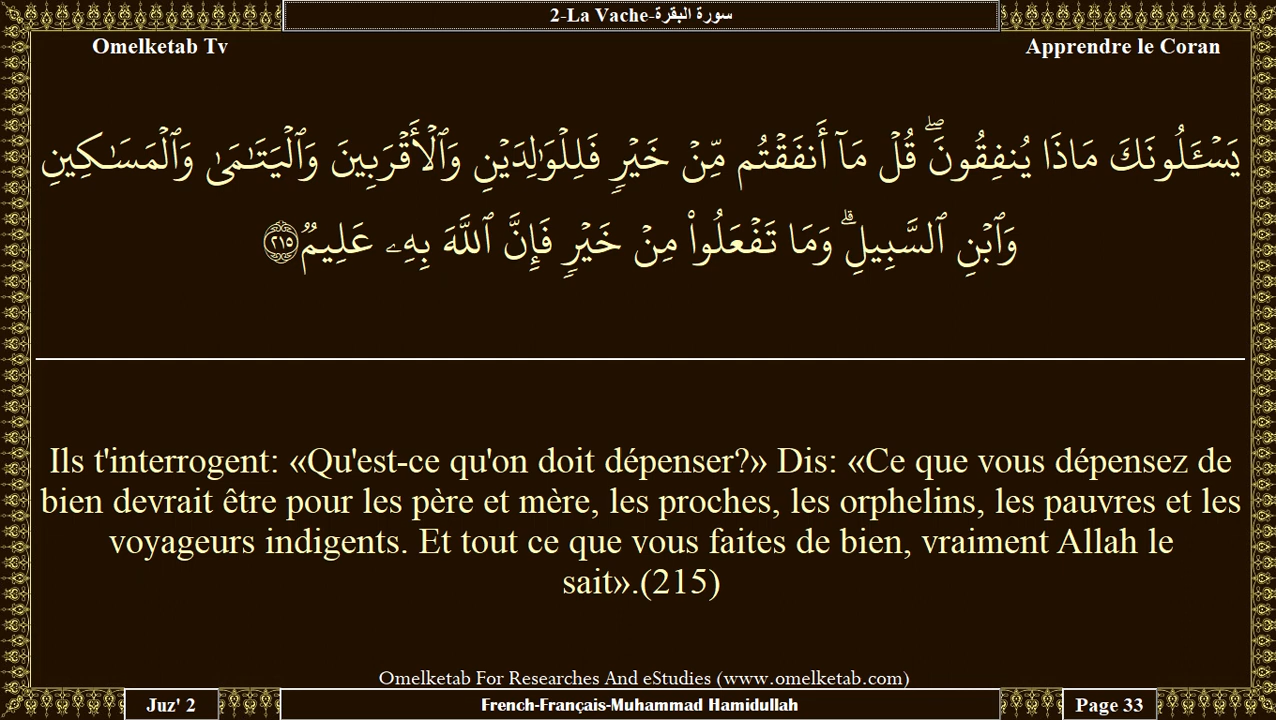 2-La Vache-سورة البقرة
Omelketab Tv
Apprendre le Coran
يَسْـَٔلُونَكَ مَاذَا يُنفِقُونَ ۖ قُلْ مَآ أَنفَقْتُم مِّنْ خَيْرٍ فَلِلْوَٰلِدَيْنِ وَٱلْأَقْرَبِينَ وَٱلْيَتَـٰمَىٰ وَٱلْمَسَـٰكِينِ
وَٱبْنِ ٱلسَّبِيلِ ۗ وَمَا تَفْعَلُوا۟ مِنْ خَيْرٍ فَإِنَّ ٱللَّهَ بِهِۦ عَلِيمٌ ٢١٥
Ils t'interrogent: «Qu'est-ce qu'on doit dépenser?» Dis: «Ce que vous dépensez de
bien devrait être pour les père et mère, les proches, les orphelins, les pauvres et les
voyageurs indigents. Et tout ce que vous faites de bien, vraiment Allah le
sait».(215)
Omelketab For Researches And eStudies (www.omelketab.com)
Juz' 2
French-Français-Muhammad Hamidullah
Page 33